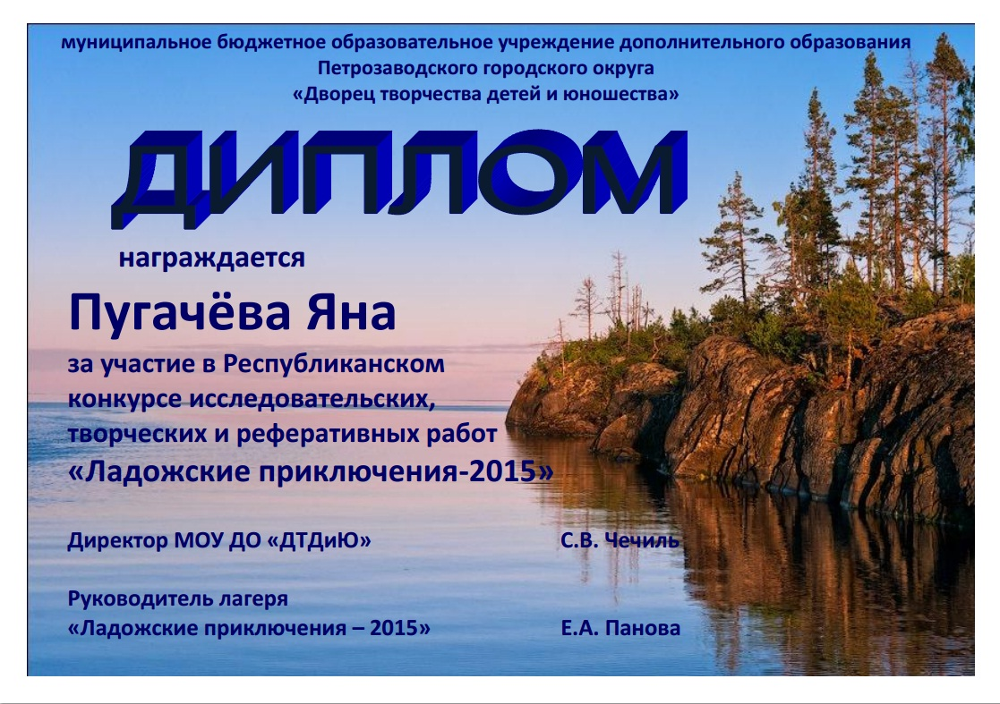 муниципальное бюджетное образовательное учреждение дополнительного образования
Петрозаводского городского округа
«Дворец творчества детей и юношества»
ДИПЛОМ
награждается
Пугачёва Яна
за участие в Республиканском
конкурсе исследовательских,
творческих и реферативных работ
«Ладожские приключения-2015»
Директор МОУ ДО «ДТДиЮ» С.В. Чечиль
Руководитель лагеря
«Ладожские приключения – 2015» Е.А. Панова